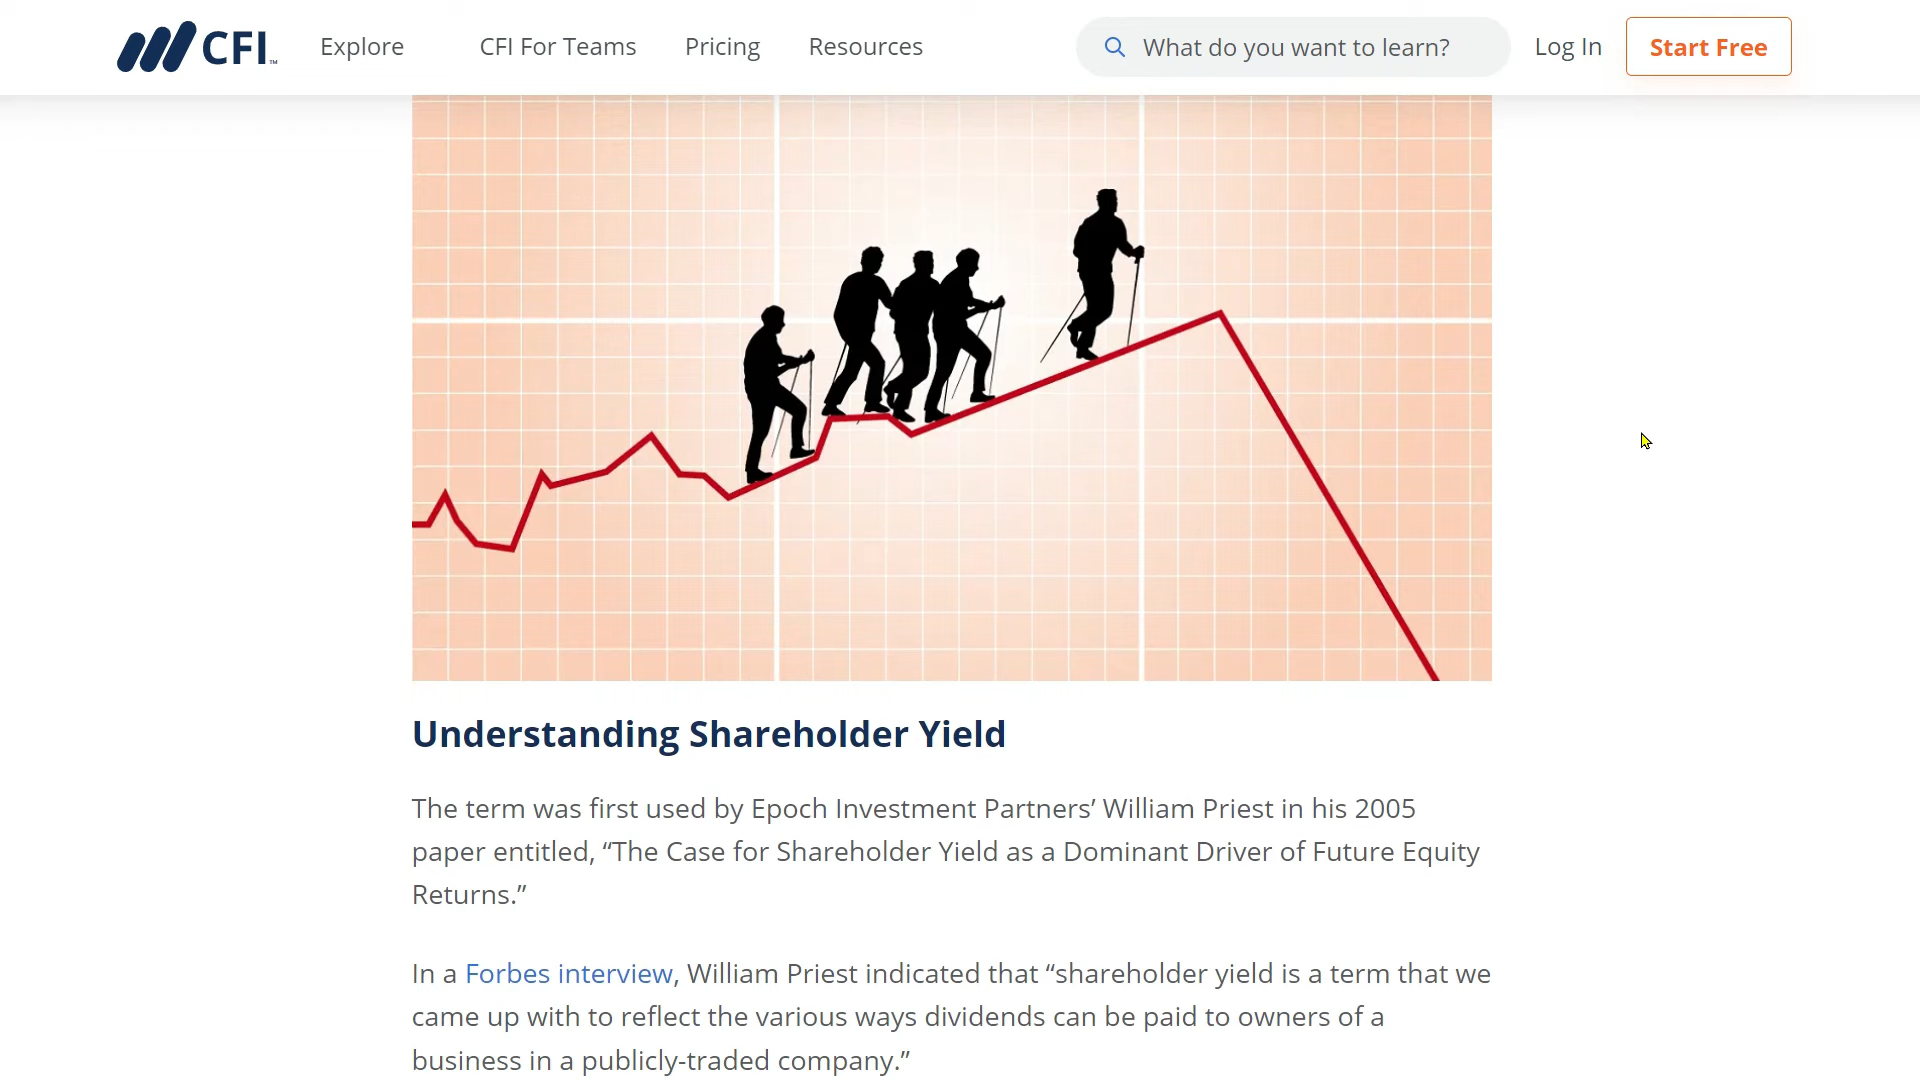 CFI™ Explore CFI For Teams Pricing Resources What do you want to learn? Log In Start Free
Understanding Shareholder Yield
The term was first used by Epoch Investment Partners’ William Priest in his 2005
paper entitled, “The Case for Shareholder Yield as a Dominant Driver of Future Equity
Returns.”
In a Forbes interview, William Priest indicated that “shareholder yield is a term that we
came up with to reflect the various ways dividends can be paid to owners of a
business in a publicly-traded company.”